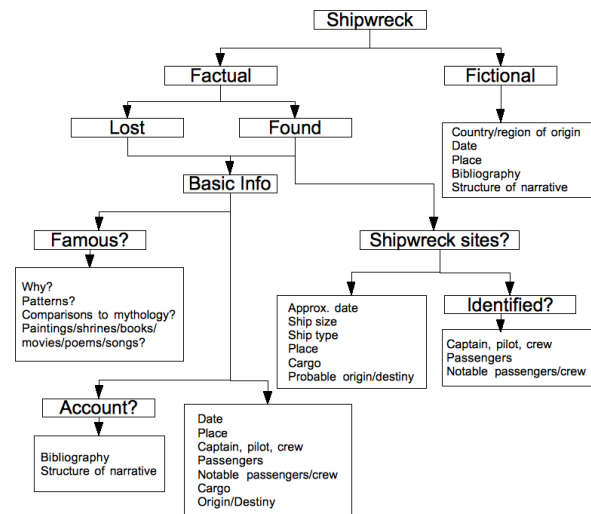 Shipwreck
Factual
Fictional
Lost
Found
Country/region of origin
Date
Place
Bibliography
Structure of narrative
Basic Info
Famous?
Shipwreck sites?
Why?
Patterns?
Comparisons to mythology?
Paintings/shrines/books/
movies/poems/songs?
Approx. date
Ship size
Ship type
Place
Cargo
Probable origin/destiny
Identified?
Captain, pilot, crew
Passengers
Notable passengers/crew
Account?
Bibliography
Structure of narrative
Date
Place
Captain, pilot, crew
Passengers
Notable passengers/crew
Cargo
Origin/Destiny